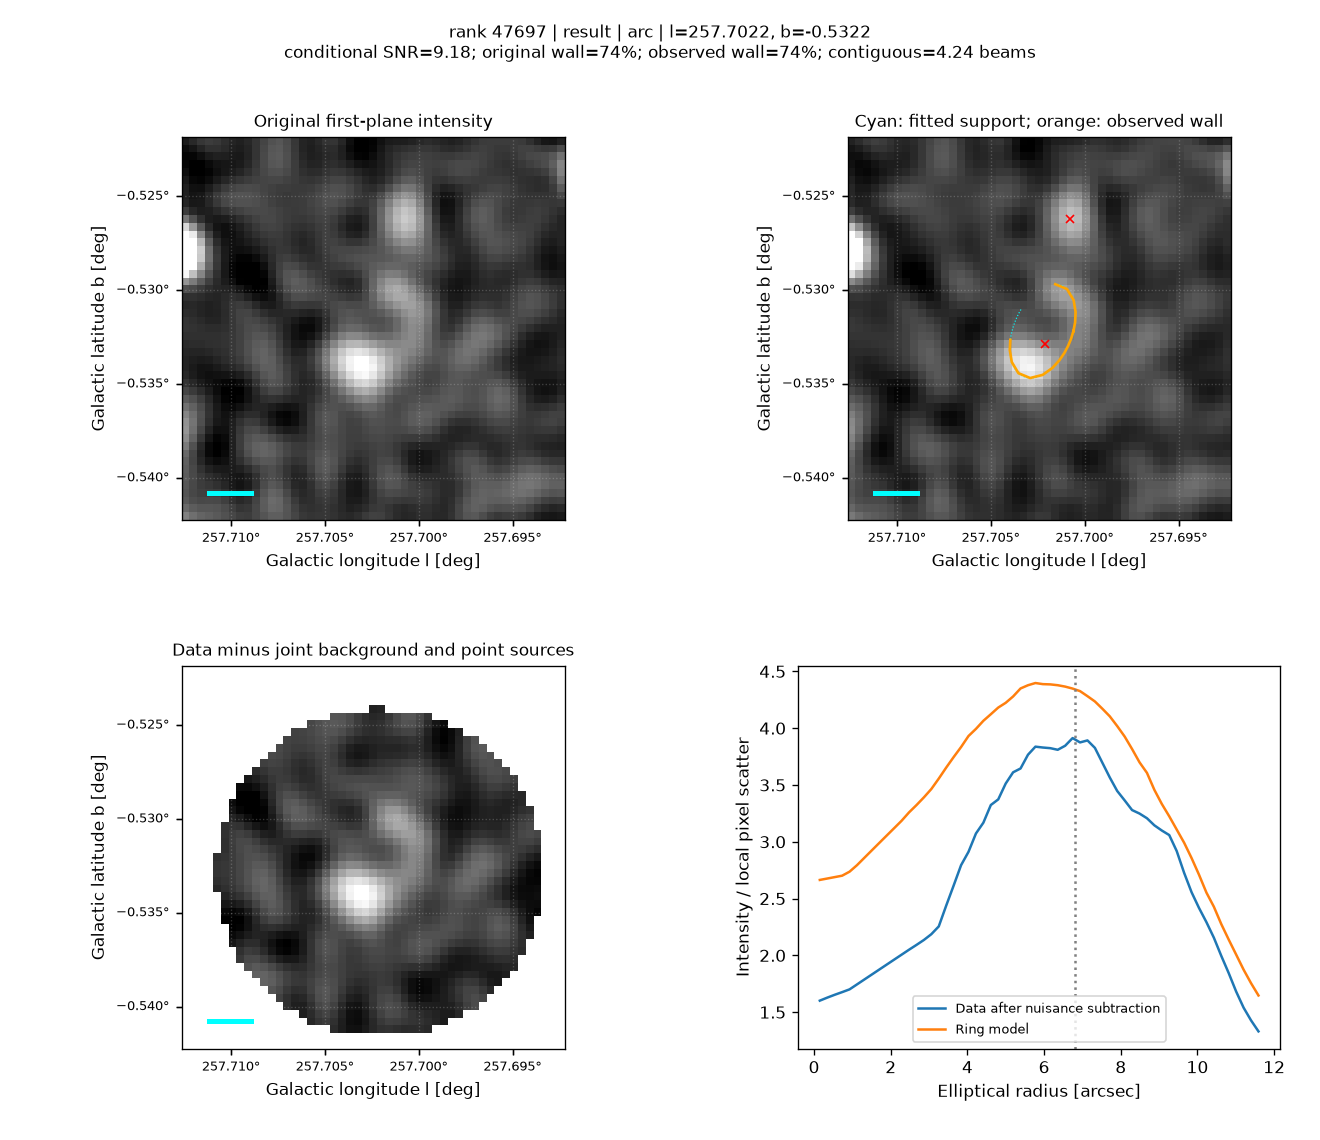 rank 47697 | result | arc | l=257.7022, b=-0.5322
conditional SNR=9.18; original wall=74%; observed wall=74%; contiguous=4.24 beams
Original first-plane intensity
−0.525°
−0.530°
−0.535°
−0.540°
257.710°
257.705°
257.700°
257.695°
Galactic longitude l [deg]
Galactic latitude b [deg]
Cyan: fitted support; orange: observed wall
−0.525°
−0.530°
−0.535°
−0.540°
257.710°
257.705°
257.700°
257.695°
Galactic longitude l [deg]
Galactic latitude b [deg]
Data minus joint background and point sources
−0.525°
−0.530°
−0.535°
−0.540°
257.710°
257.705°
257.700°
257.695°
Galactic longitude l [deg]
Galactic latitude b [deg]
4.5
4.0
3.5
3.0
2.5
2.0
1.5
0
2
4
6
8
10
12
Elliptical radius [arcsec]
Intensity / local pixel scatter
Data after nuisance subtraction
Ring model